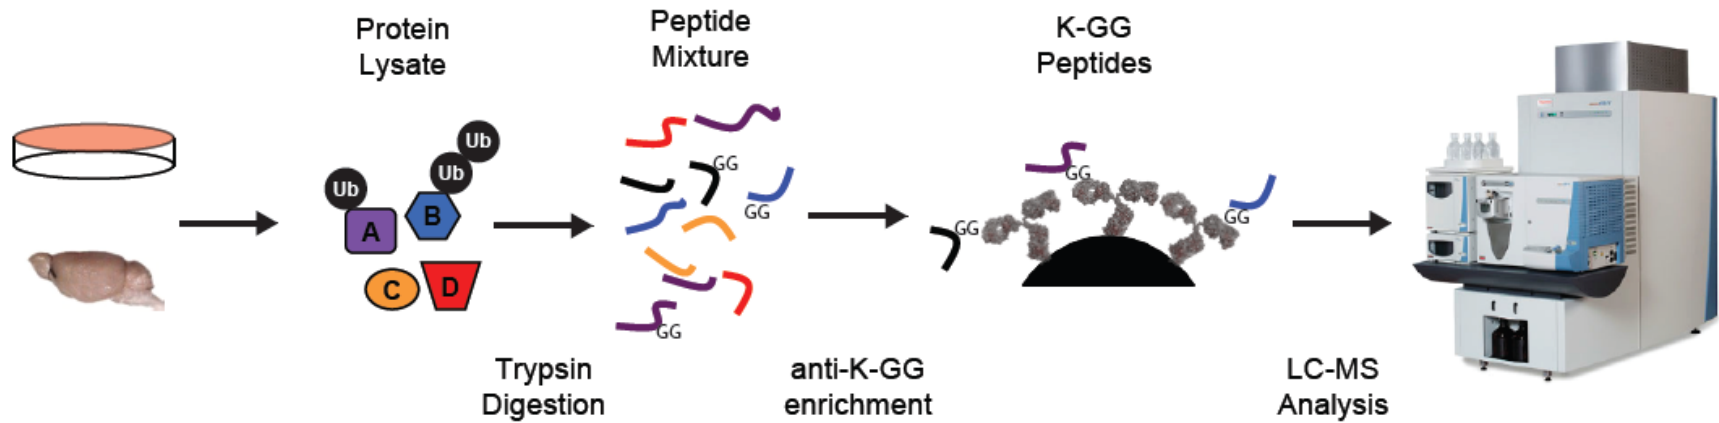 Protein
Lysate
Peptide
Mixture
K-GG
Peptides
Ub
Ub
Ub
A
B
C
D
GG
GG
GG
GG
GG
GG
Trypsin
Digestion
anti-K-GG
enrichment
LC-MS
Analysis